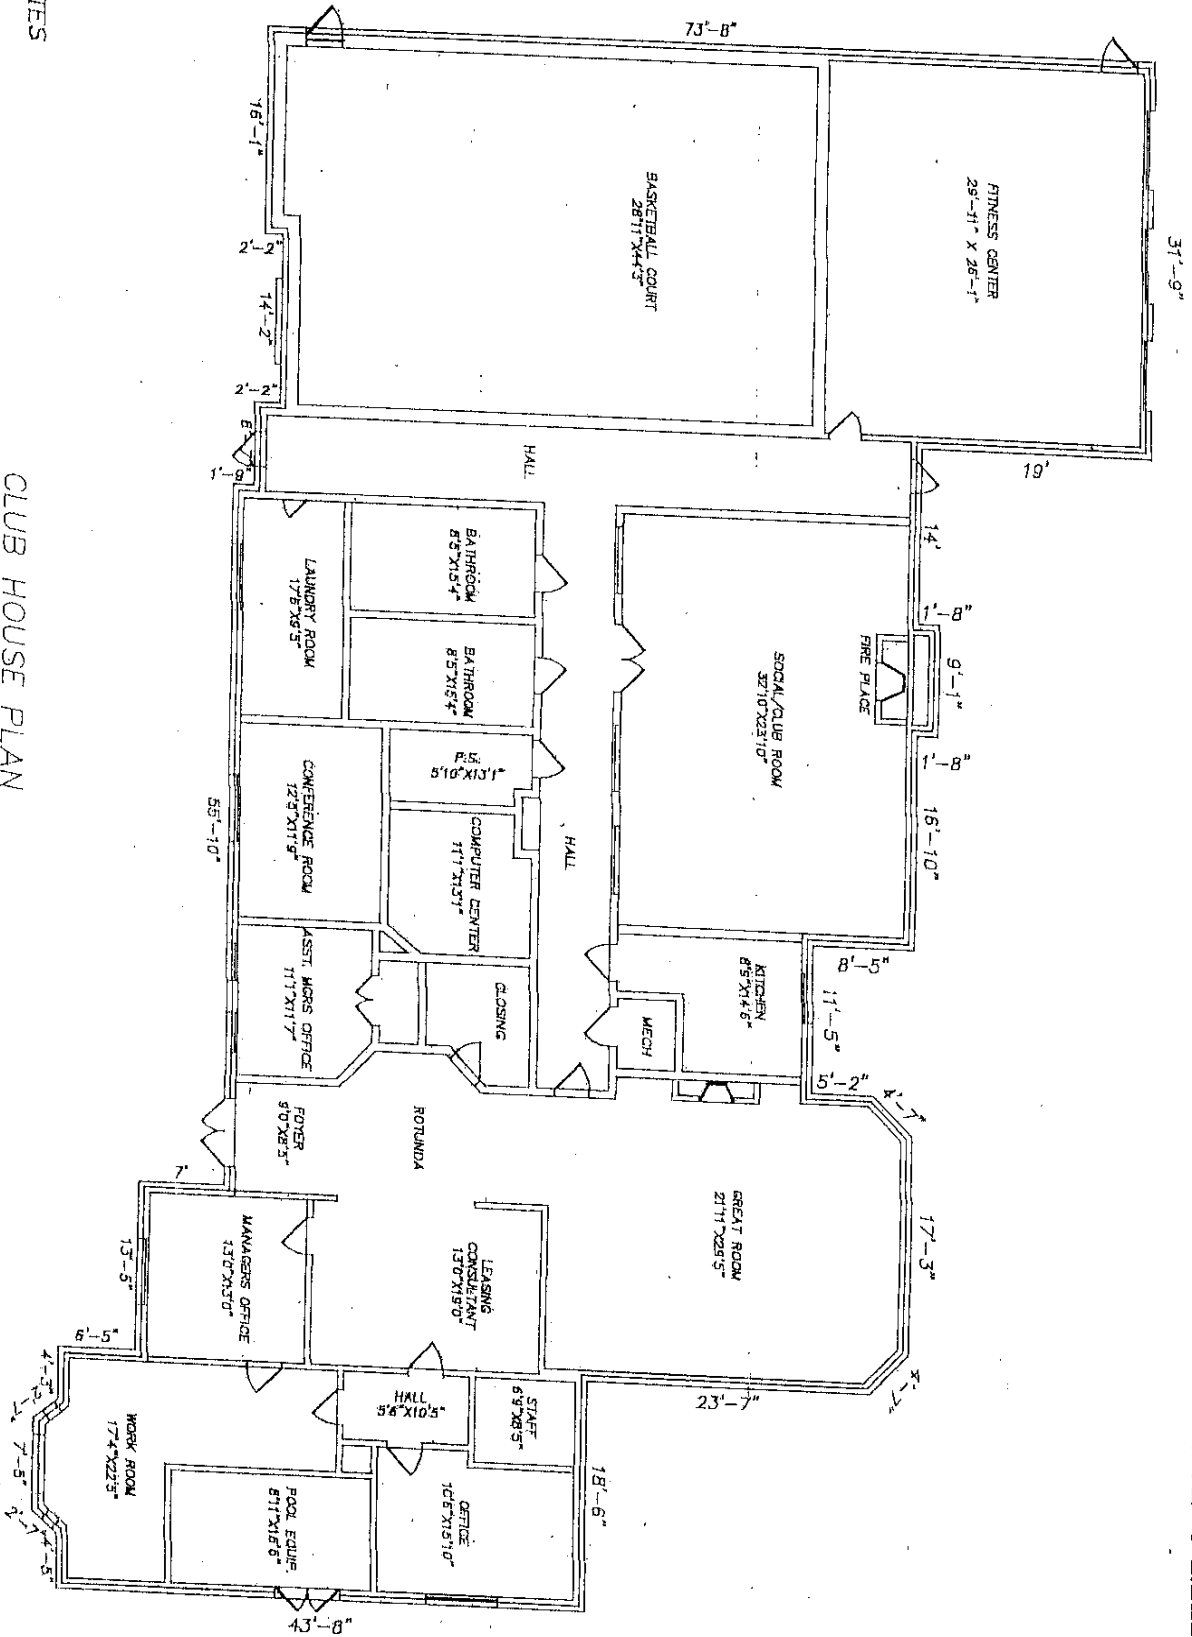 CLUB HOUSE PLAN
73'-8"
31'-9"
19'
14'
1'-8"
9'-1"
1'-8"
16'-10"
8'-5"
11'-5"
5'-2"
4'-7"
17'-3"
4'-7"
23'-7"
18'-6"
43'-8"
4'-5"
7'-5"
4'-3"
6'-5"
13'-5"
7'
55'-10"
1'-8"
2'-2"
14'-2"
2'-2"
16'-1"
FITNESS CENTER
29'-11" X 26'-1"
BASKETBALL COURT
28'11"X44'3"
HALL
SOCIAL/CLUB ROOM
32'10"X23'10"
FIRE PLACE
BATHROOM
8'5"X15'4"
BATHROOM
8'5"X15'4"
LAUNDRY ROOM
17'6"X9'5"
P.S.
5'10"X13'1"
CONFERENCE ROOM
12'5"X11'9"
COMPUTER CENTER
11'1"X13'1"
HALL
KITCHEN
8'5"X14'6"
MECH
CLOSING
ASST. MGRS OFFICE
11'1"X11'7"
FOYER
9'0"X8'5"
ROTUNDA
GREAT ROOM
21'11"X29'5"
LEASING
CONSULTANT
13'0"X19'0"
MANAGERS OFFICE
13'0"X13'0"
HALL
5'6"X10'5"
STAFF
6'9"X8'5"
WORK ROOM
17'4"X22'5"
POOL EQUIP.
8'11"X16'6"
OFFICE
10'6"X15'10"